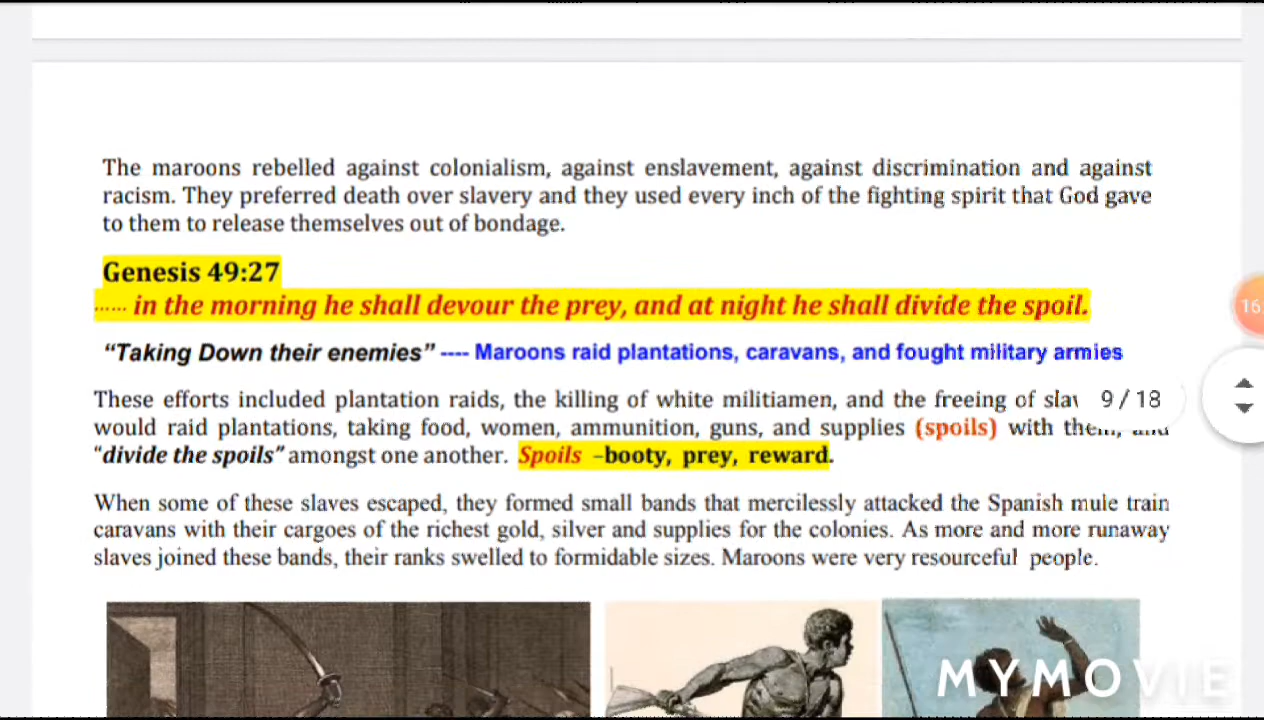 The maroons rebelled against colonialism, against enslavement, against discrimination and against
racism. They preferred death over slavery and they used every inch of the fighting spirit that God gave
to them to release themselves out of bondage.
Genesis 49:27
...... in the morning he shall devour the prey, and at night he shall divide the spoil.
“Taking Down their enemies” ---- Maroons raid plantations, caravans, and fought military armies
These efforts included plantation raids, the killing of white militiamen, and the freeing of
9 / 18
would raid plantations, taking food, women, ammunition, guns, and supplies (spoils) with
“divide the spoils” amongst one another. Spoils –booty, prey, reward.
When some of these slaves escaped, they formed small bands that mercilessly attacked the Spanish mule train
caravans with their cargoes of the richest gold, silver and supplies for the colonies. As more and more runaway
slaves joined these bands, their ranks swelled to formidable sizes. Maroons were very resourceful people.
MYMOVIE